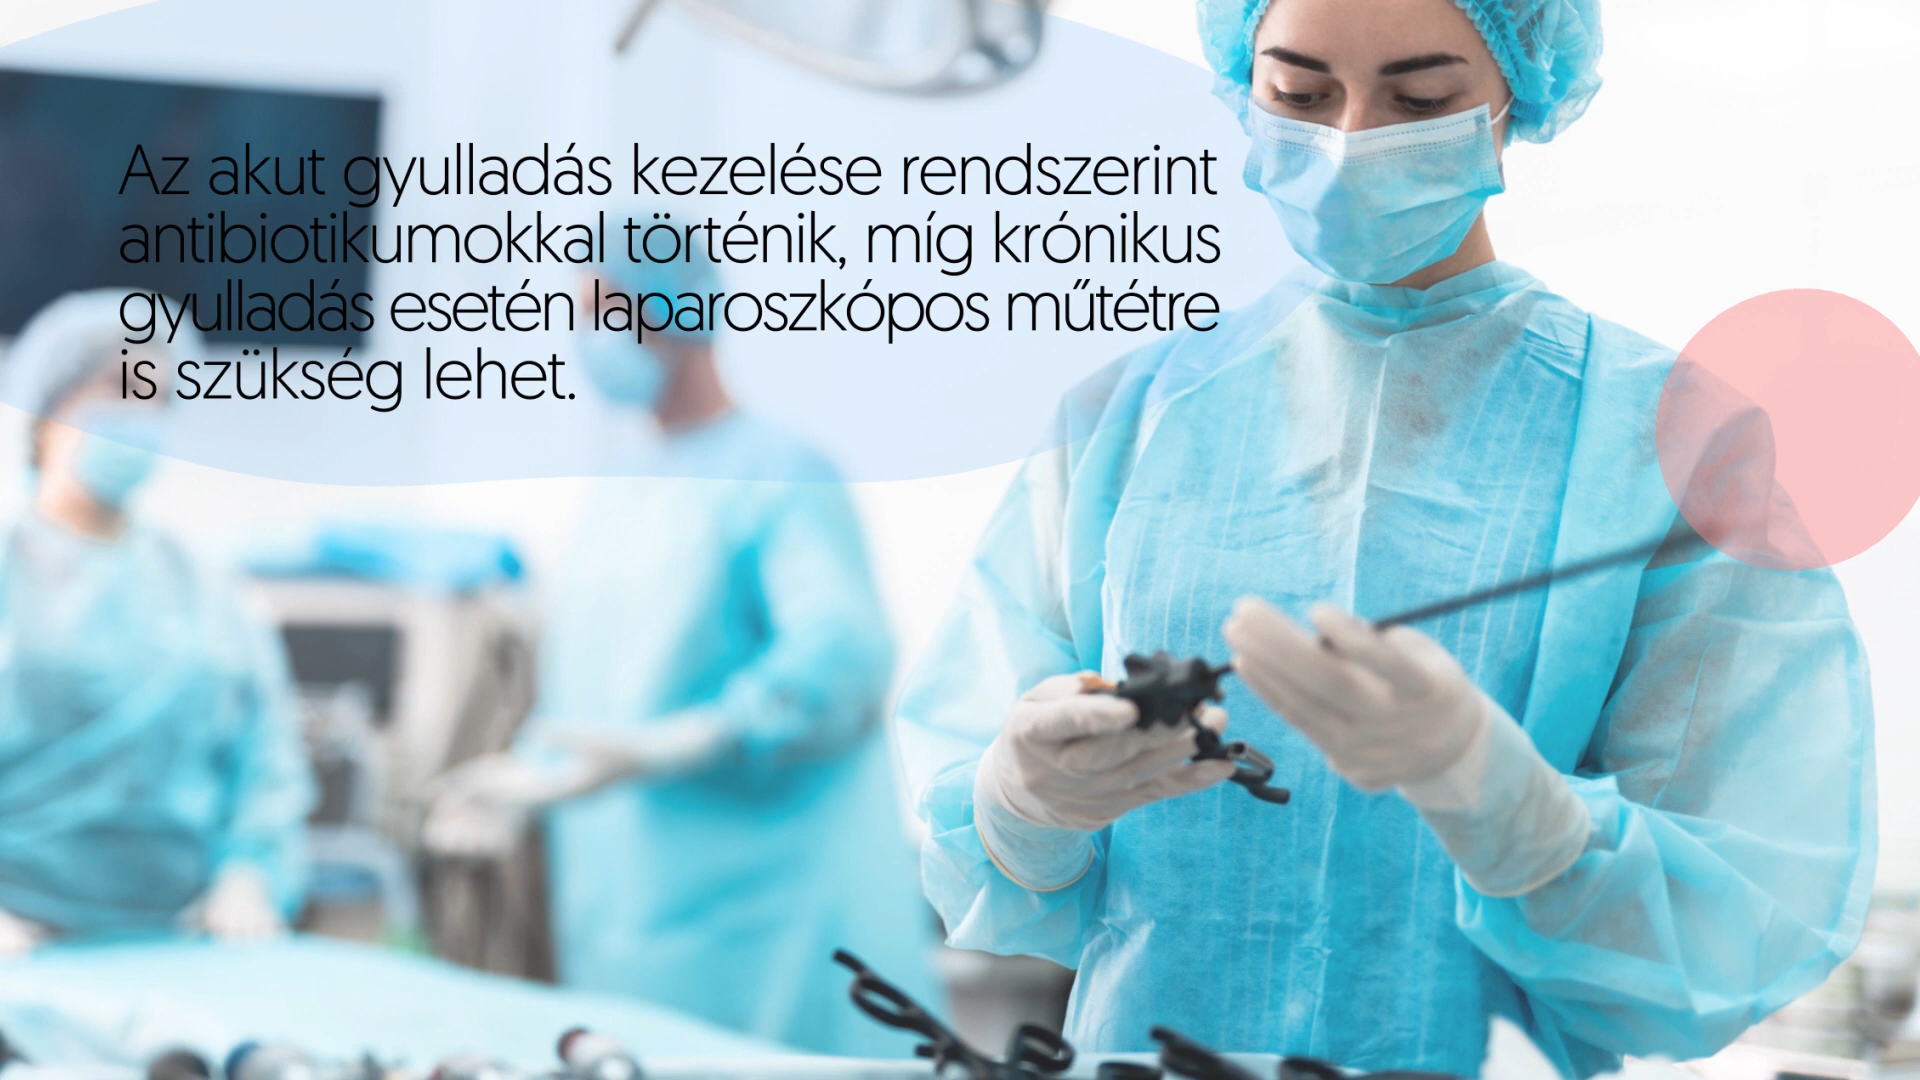 Az akut gyulladás kezelése rendszerint
antibiotikumokkal történik, míg krónikus
gyulladás esetén laparoszkópos műtétre
is szükség lehet.